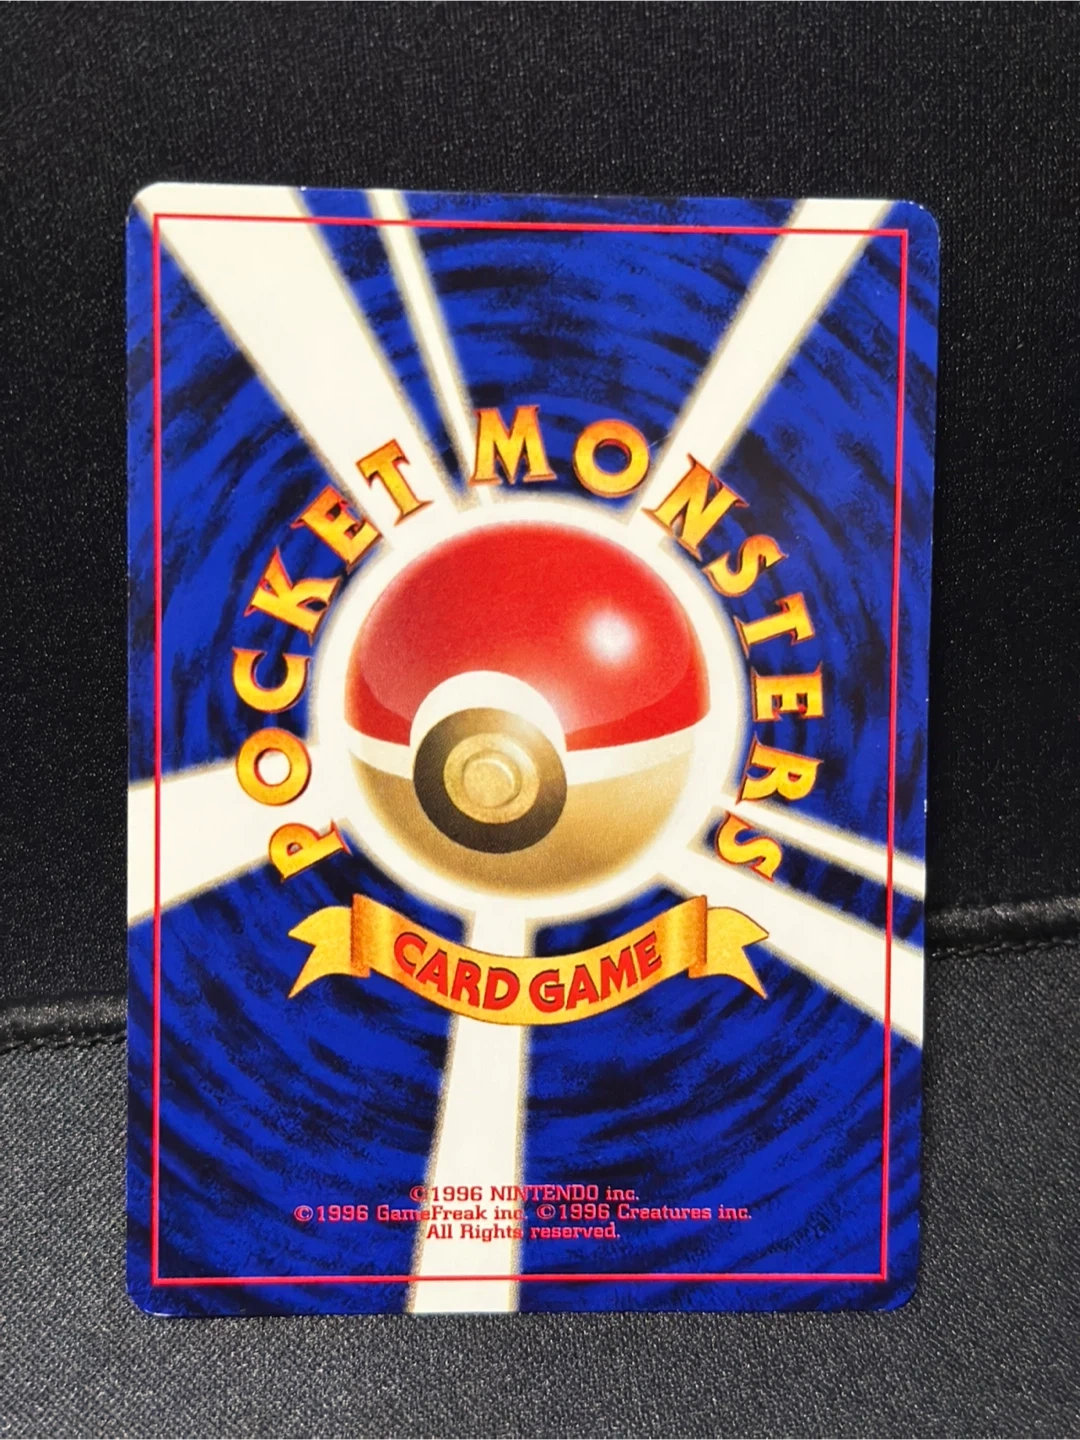 POCKET MONSTERS
CARD GAME
©1996 NINTENDO inc.
©1996 GameFreak inc. ©1996 Creatures inc.
All Rights reserved.